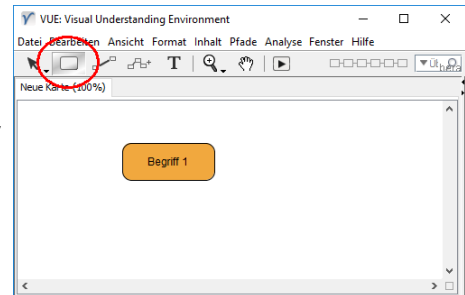 VUE: Visual Understanding Environment
Datei Bearbeiten Ansicht Format Inhalt Pfade Analyse Fenster Hilfe
T
Neue Karte (100%)
Begriff 1